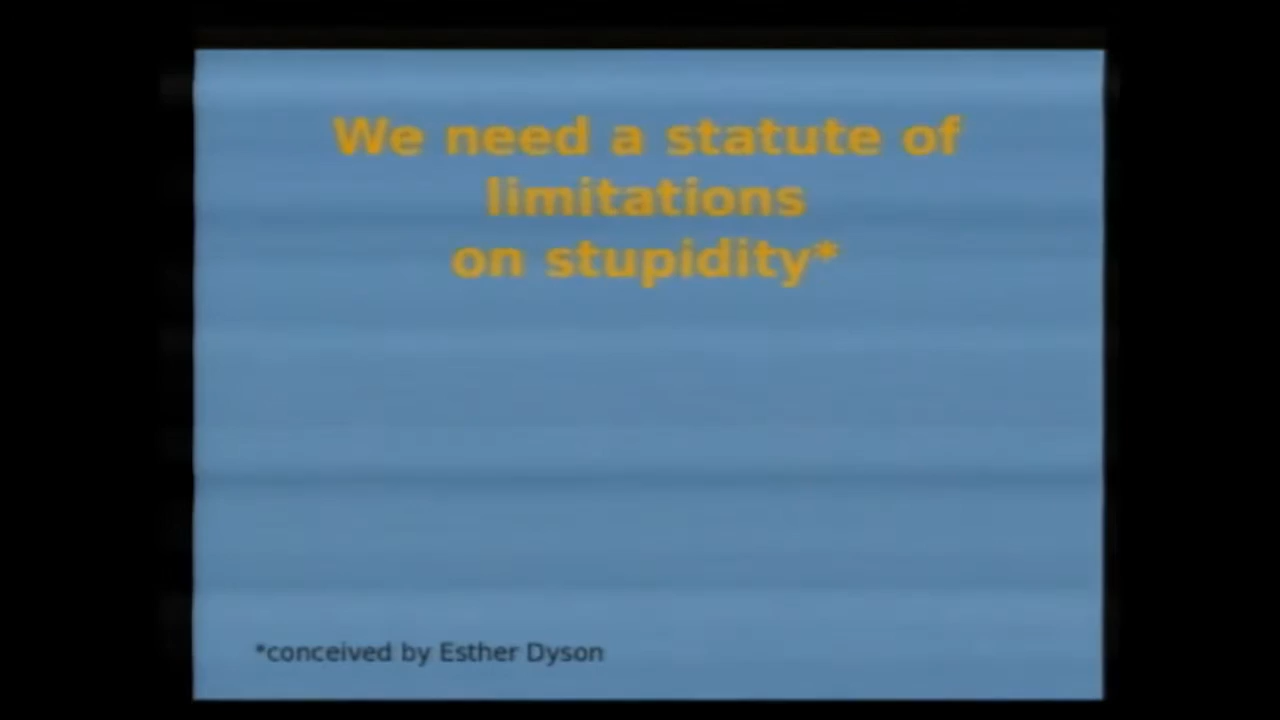 We need a statute of
limitations
on stupidity*
*conceived by Esther Dyson